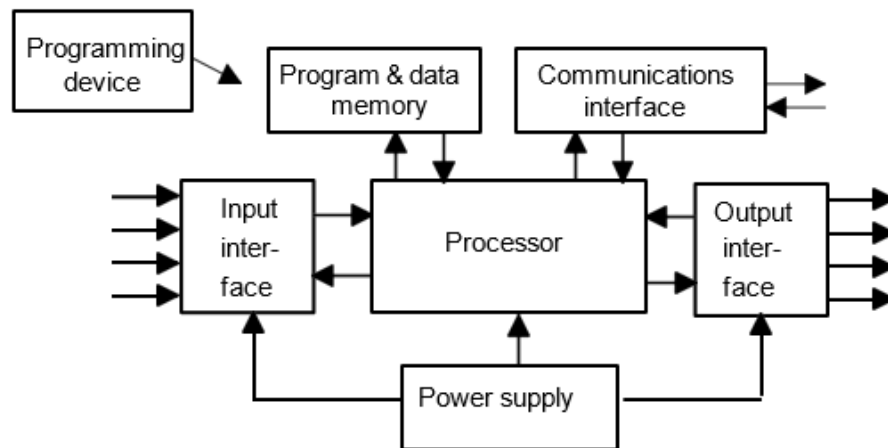 Programming
device
Program & data
memory
Communications
interface
Input
inter-
face
Processor
Output
inter-
face
Power supply